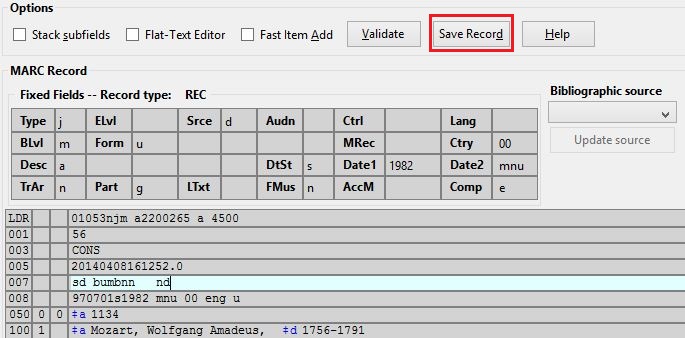 Options
Stack subfields Flat-Text Editor Fast Item Add Validate Save Record Help
MARC Record
Fixed Fields -- Record type: REC
Bibliographic source
Type j ELvl Srce d Audn Ctrl Lang
BLvl m Form u MRec Ctry 00
Desc a DtSt s Date1 1982 Date2 mnu
TrAr n Part g LTxt FMus n AccM Comp e
Update source
LDR 01053njm a2200265 a 4500
001 56
003 CONS
005 20140408161252.0
007 sd bumbnn nd
008 970701s1982 mnu 00 eng u
050 0 0 ‡a 1134
100 1 ‡a Mozart, Wolfgang Amadeus, ‡d 1756-1791